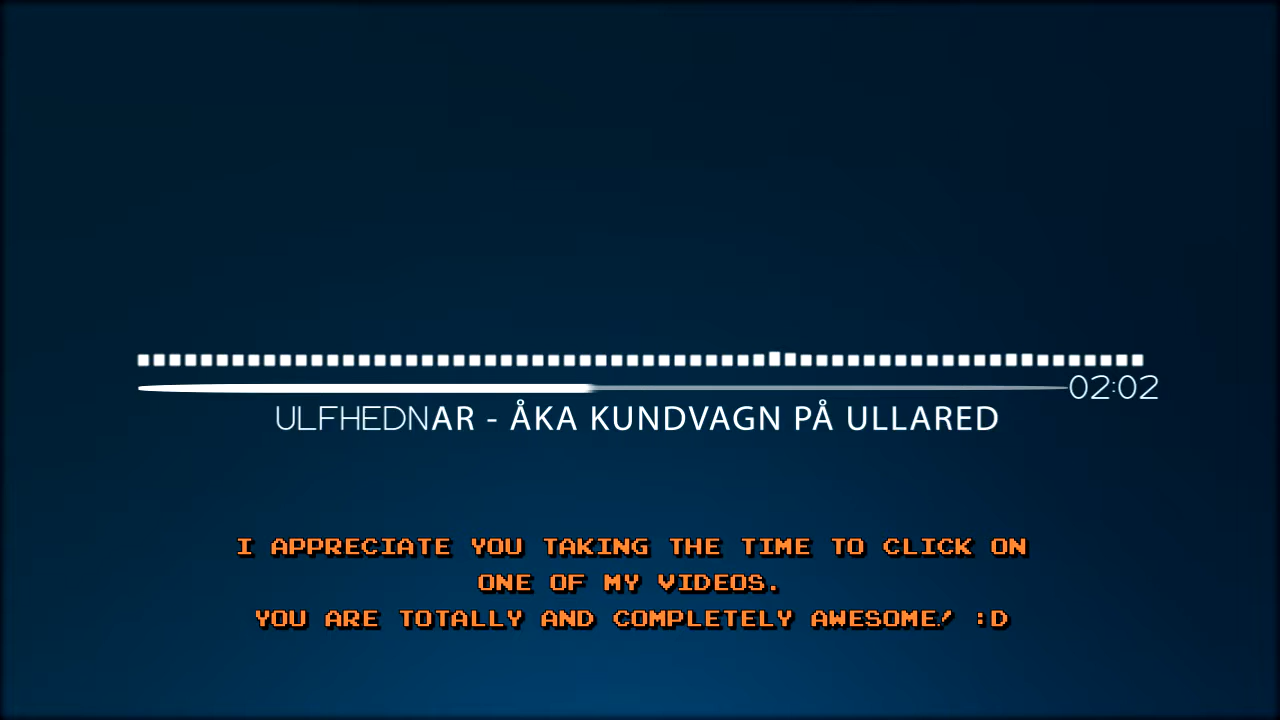 02:02
ULFHEDNAR - ÅKA KUNDVAGN PÅ ULLARED
I APPRECIATE YOU TAKING THE TIME TO CLICK ON
ONE OF MY VIDEOS.
YOU ARE TOTALLY AND COMPLETELY AWESOME! :D